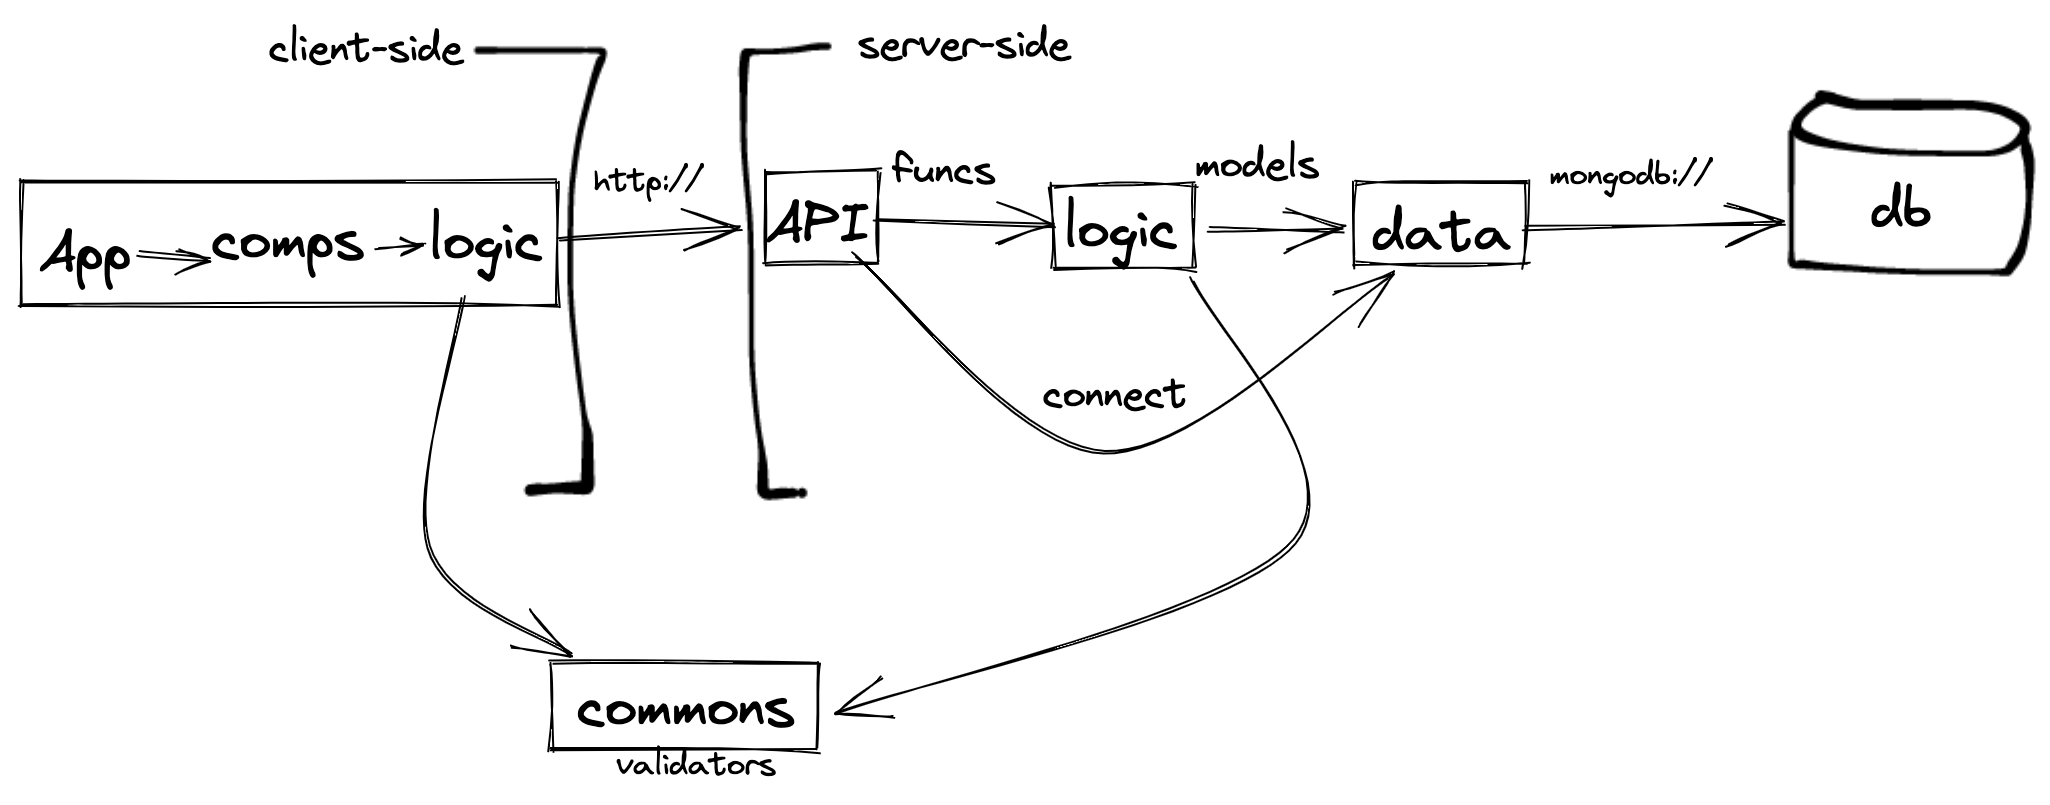 client-side
server-side
http://
funcs
models
mongodb://
App
comps
logic
API
logic
data
db
connect
commons
validators